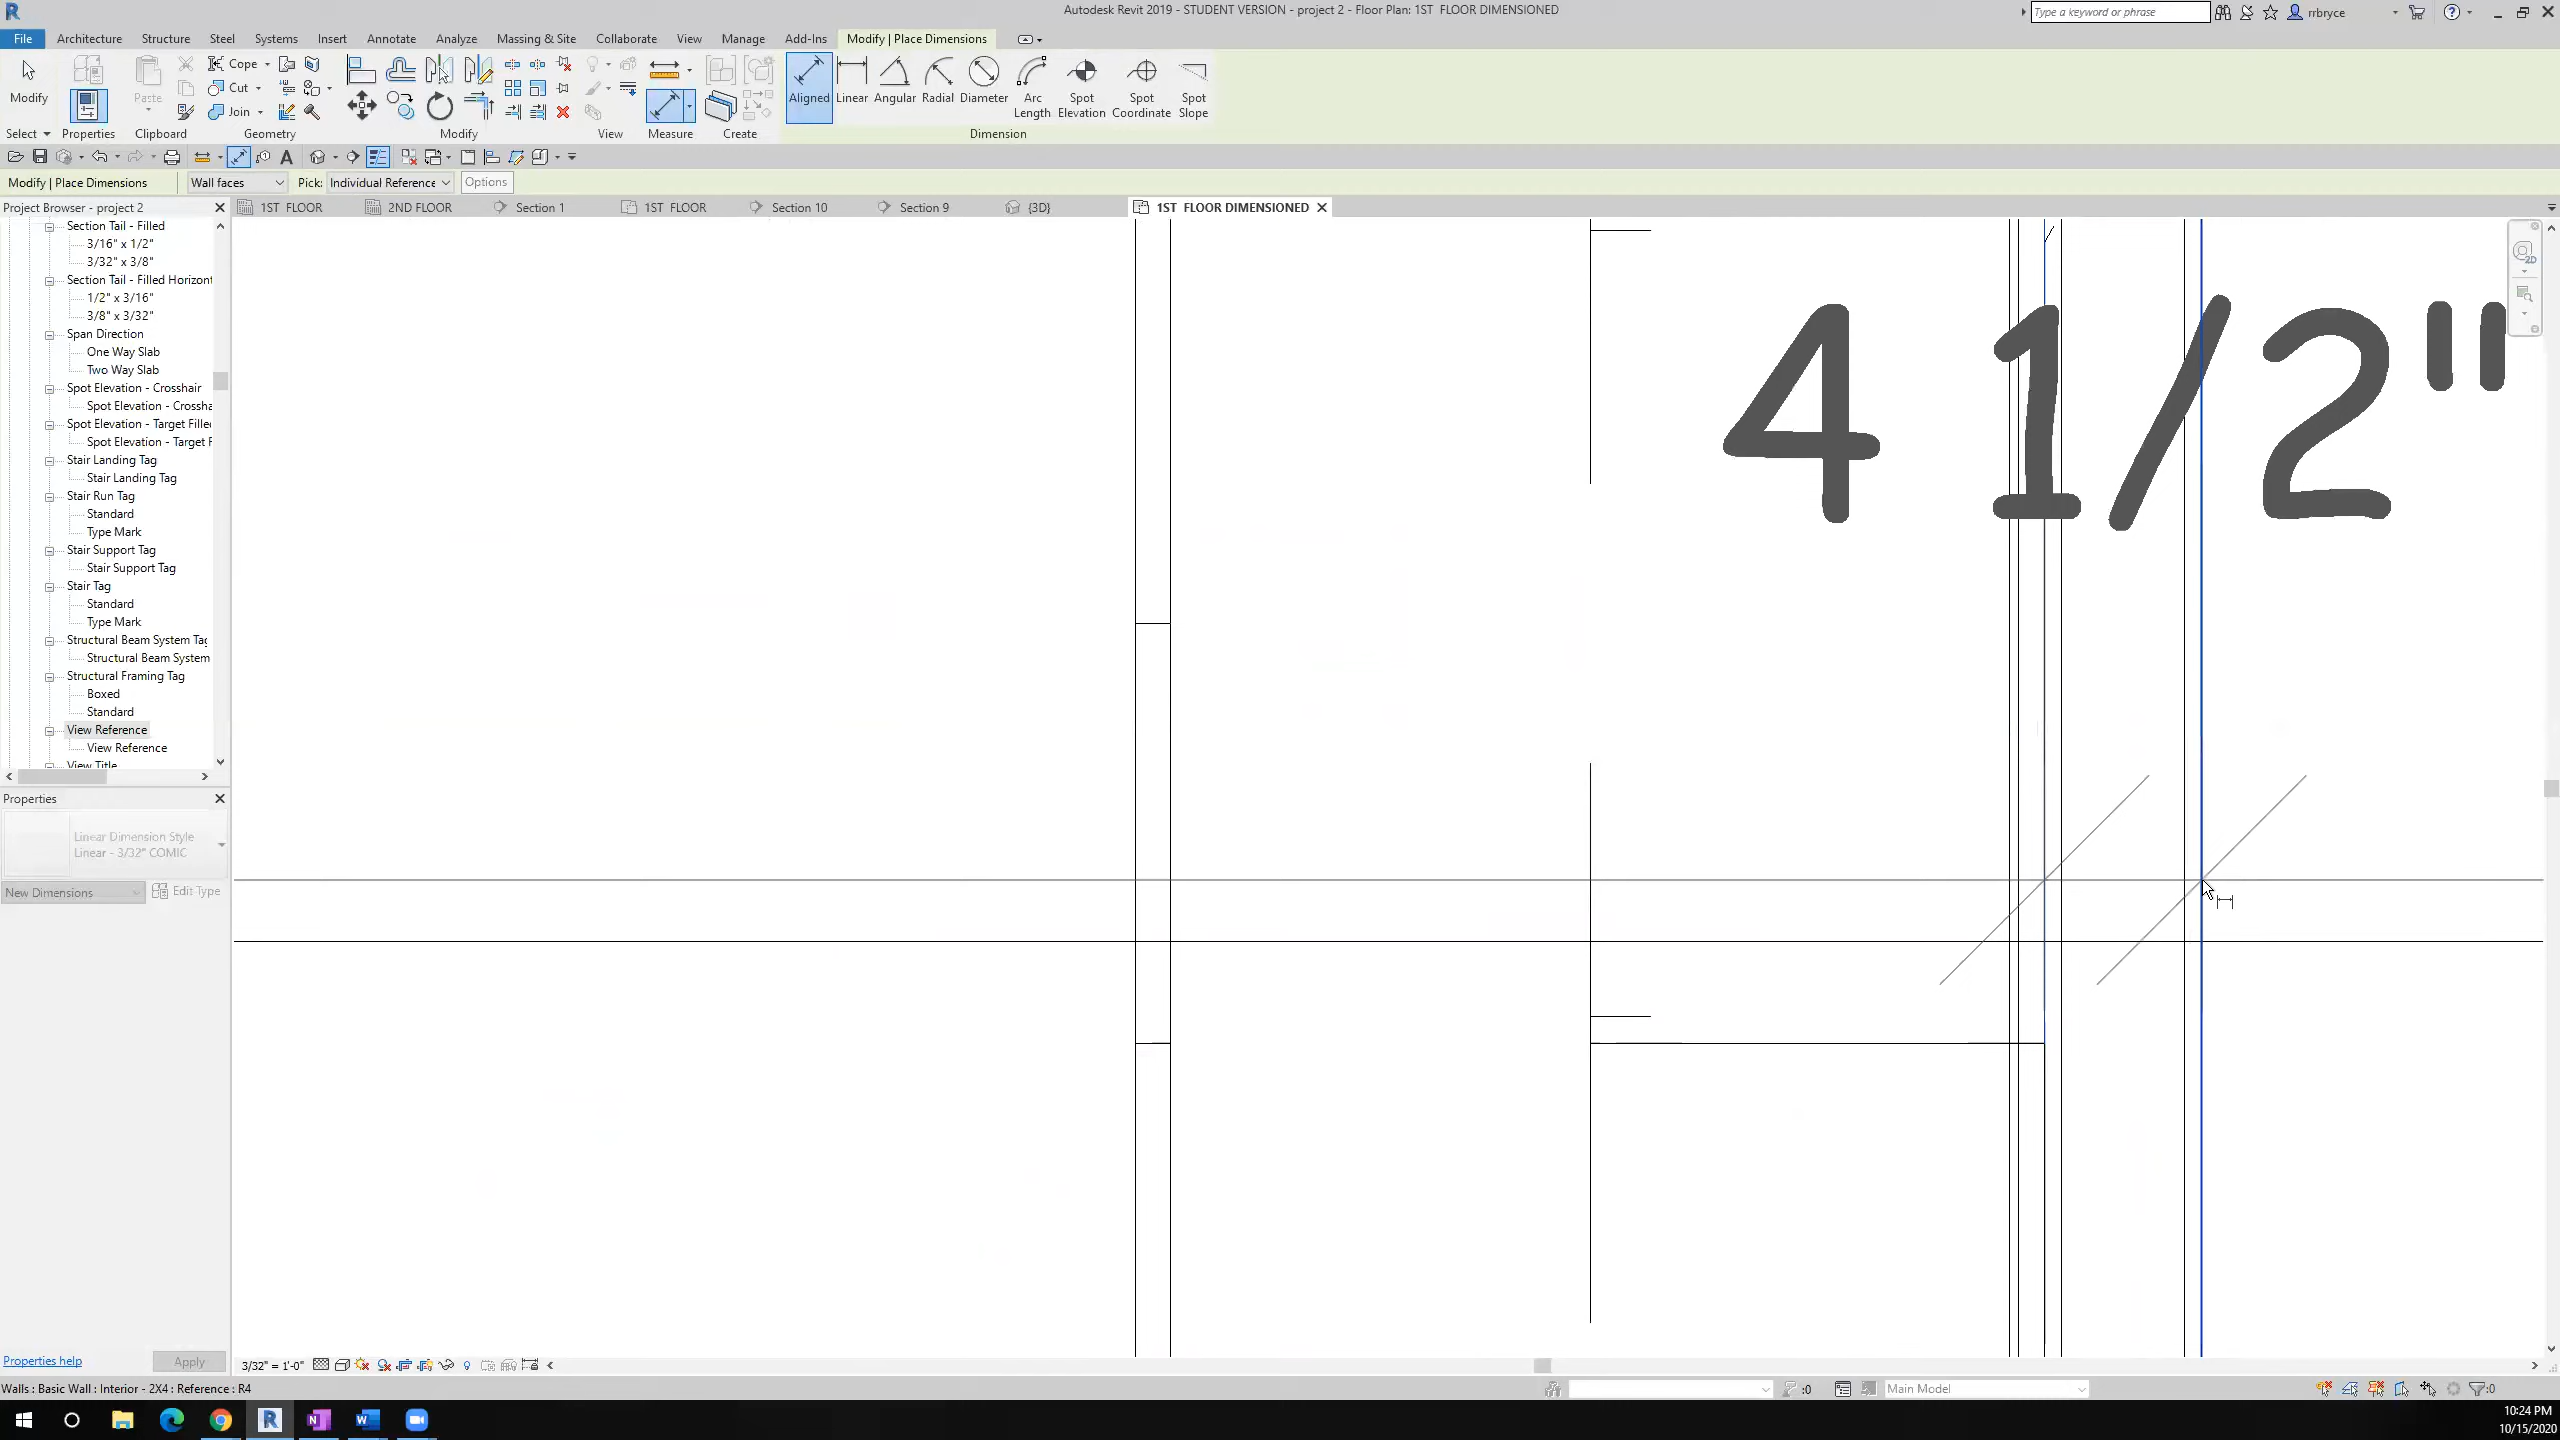 Autodesk Revit 2019 - STUDENT VERSION - project 2 - Floor Plan: 1ST FLOOR DIMENSIONED
Type a keyword or phrase
rrbryce
File Architecture Structure Steel Systems Insert Annotate Analyze Massing & Site Collaborate View Manage Add-Ins Modify | Place Dimensions
Modify
Paste
Cope
Cut
Join
Aligned Linear Angular Radial Diameter Arc Length Spot Elevation Spot Coordinate Spot Slope
Select Properties Clipboard Geometry Modify View Measure Create Dimension
Modify | Place Dimensions Wall faces Pick: Individual Reference Options
Project Browser - project 2
1ST FLOOR 2ND FLOOR Section 1 1ST FLOOR Section 10 Section 9 {3D} 1ST FLOOR DIMENSIONED
Section Tail - Filled
3/16" x 1/2"
3/32" x 3/8"
Section Tail - Filled Horizont
1/2" x 3/16"
3/8" x 3/32"
Span Direction
One Way Slab
Two Way Slab
Spot Elevation - Crosshair
Spot Elevation - Crossha
Spot Elevation - Target Filled
Spot Elevation - Target F
Stair Landing Tag
Stair Landing Tag
Stair Run Tag
Standard
Type Mark
Stair Support Tag
Stair Support Tag
Stair Tag
Standard
Type Mark
Structural Beam System Tag
Structural Beam System
Structural Framing Tag
Boxed
Standard
View Reference
View Reference
View Title
4 1/2"
2D
Properties
Linear Dimension Style
Linear - 3/32" COMIC
New Dimensions Edit Type
Properties help Apply
3/32" = 1'-0"
Walls : Basic Wall : Interior - 2X4 : Reference : R4
:0
Main Model
:0
10:24 PM
10/15/2020